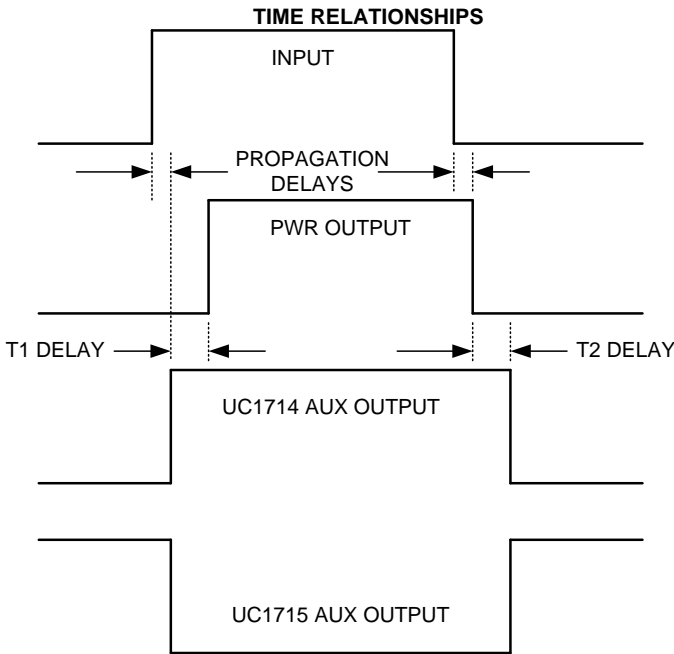 TIME RELATIONSHIPS
INPUT
PROPAGATION
DELAYS
PWR OUTPUT
T1 DELAY
T2 DELAY
UC1714 AUX OUTPUT
UC1715 AUX OUTPUT